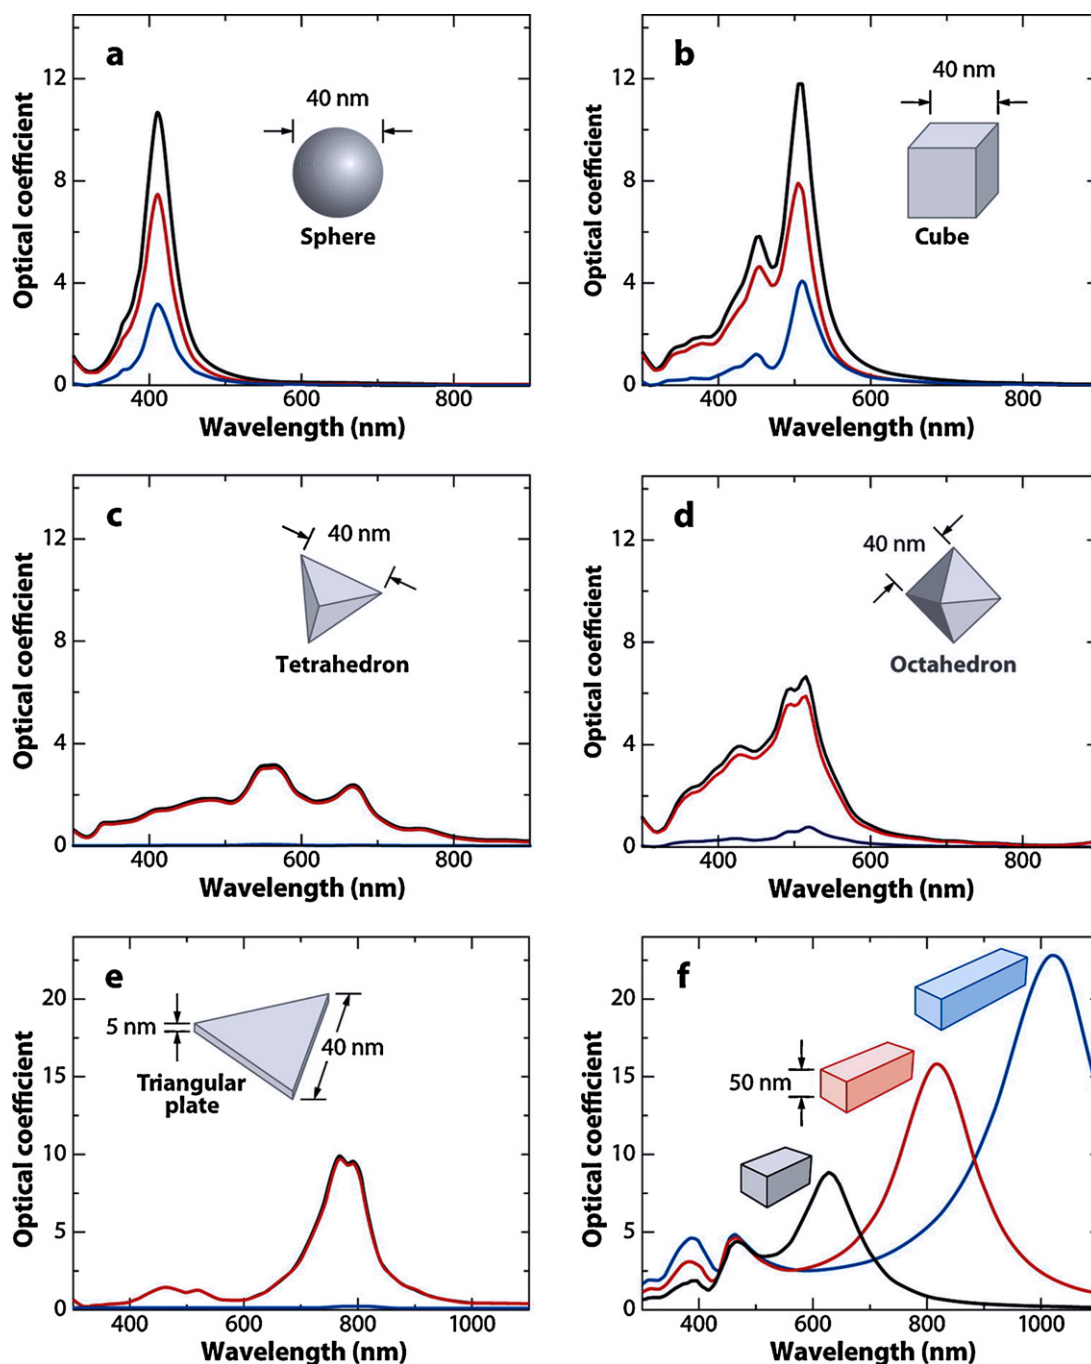 a
40 nm
Sphere
Optical coefficient
12
8
4
0
400
600
800
Wavelength (nm)
b
40 nm
Cube
Optical coefficient
12
8
4
0
400
600
800
Wavelength (nm)
c
40 nm
Tetrahedron
Optical coefficient
12
8
4
0
400
600
800
Wavelength (nm)
d
40 nm
Octahedron
Optical coefficient
12
8
4
0
400
600
800
Wavelength (nm)
e
5 nm
40 nm
Triangular
plate
Optical coefficient
20
15
10
5
0
400
600
800
1000
Wavelength (nm)
f
50 nm
Optical coefficient
20
15
10
5
0
400
600
800
1000
Wavelength (nm)